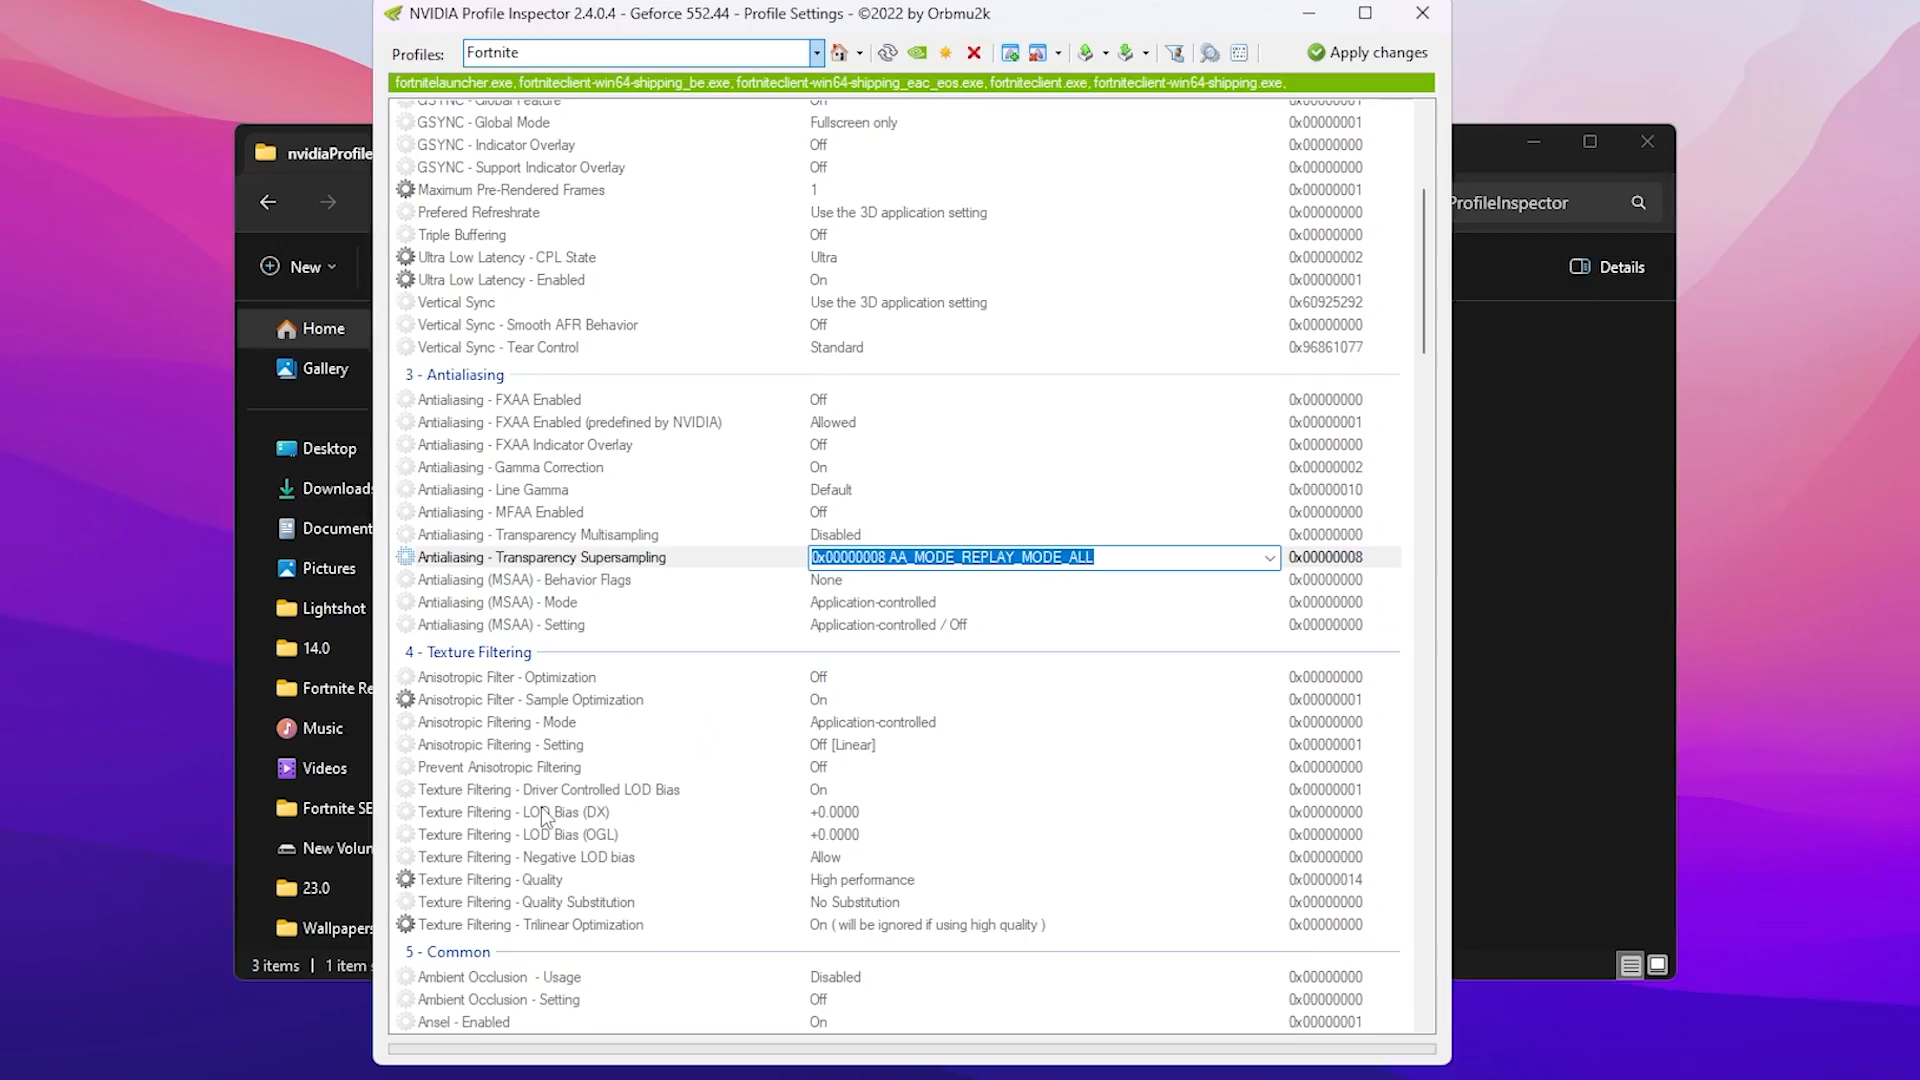 NVIDIA Profile Inspector 2.4.0.4 - Geforce 552.44 - Profile Settings - ©2022 by Orbmu2k
Profiles: Fortnite Apply changes
fortnitelauncher.exe, fortniteclient-win64-shipping_be.exe, fortniteclient-win64-shipping_eac_eos.exe, fortniteclient.exe, fortniteclient-win64-shipping.exe,
GSYNC - Global Feature On 0x00000001
GSYNC - Global Mode Fullscreen only 0x00000001
GSYNC - Indicator Overlay Off 0x00000000
GSYNC - Support Indicator Overlay Off 0x00000000
Maximum Pre-Rendered Frames 1 0x00000001
Prefered Refreshrate Use the 3D application setting 0x00000000
Triple Buffering Off 0x00000000
Ultra Low Latency - CPL State Ultra 0x00000002
Ultra Low Latency - Enabled On 0x00000001
Vertical Sync Use the 3D application setting 0x60925292
Vertical Sync - Smooth AFR Behavior Off 0x00000000
Vertical Sync - Tear Control Standard 0x96861077
3 - Antialiasing
Antialiasing - FXAA Enabled Off 0x00000000
Antialiasing - FXAA Enabled (predefined by NVIDIA) Allowed 0x00000001
Antialiasing - FXAA Indicator Overlay Off 0x00000000
Antialiasing - Gamma Correction On 0x00000002
Antialiasing - Line Gamma Default 0x00000010
Antialiasing - MFAA Enabled Off 0x00000000
Antialiasing - Transparency Multisampling Disabled 0x00000000
Antialiasing - Transparency Supersampling 0x00000008 AA_MODE_REPLAY_MODE_ALL 0x00000008
Antialiasing (MSAA) - Behavior Flags None 0x00000000
Antialiasing (MSAA) - Mode Application-controlled 0x00000000
Antialiasing (MSAA) - Setting Application-controlled / Off 0x00000000
4 - Texture Filtering
Anisotropic Filter - Optimization Off 0x00000000
Anisotropic Filter - Sample Optimization On 0x00000001
Anisotropic Filtering - Mode Application-controlled 0x00000000
Anisotropic Filtering - Setting Off [Linear] 0x00000001
Prevent Anisotropic Filtering Off 0x00000000
Texture Filtering - Driver Controlled LOD Bias On 0x00000001
Texture Filtering - LOD Bias (DX) +0.0000 0x00000000
Texture Filtering - LOD Bias (OGL) +0.0000 0x00000000
Texture Filtering - Negative LOD bias Allow 0x00000000
Texture Filtering - Quality High performance 0x00000014
Texture Filtering - Quality Substitution No Substitution 0x00000000
Texture Filtering - Trilinear Optimization On ( will be ignored if using high quality ) 0x00000000
5 - Common
Ambient Occlusion - Usage Disabled 0x00000000
Ambient Occlusion - Setting Off 0x00000000
Ansel - Enabled On 0x00000001
nvidiaProfile
ProfileInspector
New
Details
Home
Gallery
Desktop
Downloads
Document
Pictures
Lightshot
14.0
Fortnite Re
Music
Videos
Fortnite SE
New Volun
23.0
Wallpapers
3 items | 1 item s